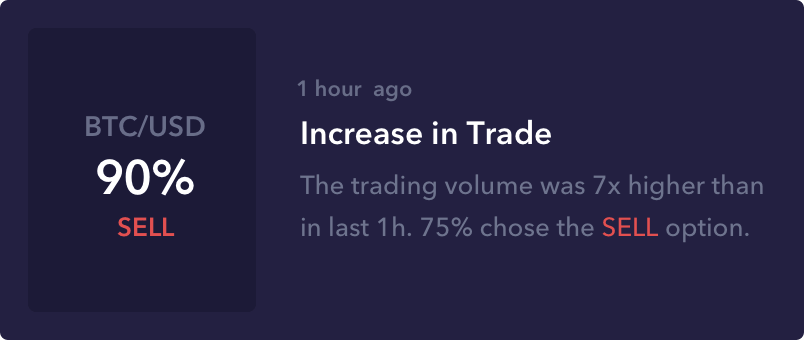 BTC/USD
90%
SELL
1 hour ago
Increase in Trade
The trading volume was 7x higher than
in last 1h. 75% chose the SELL option.